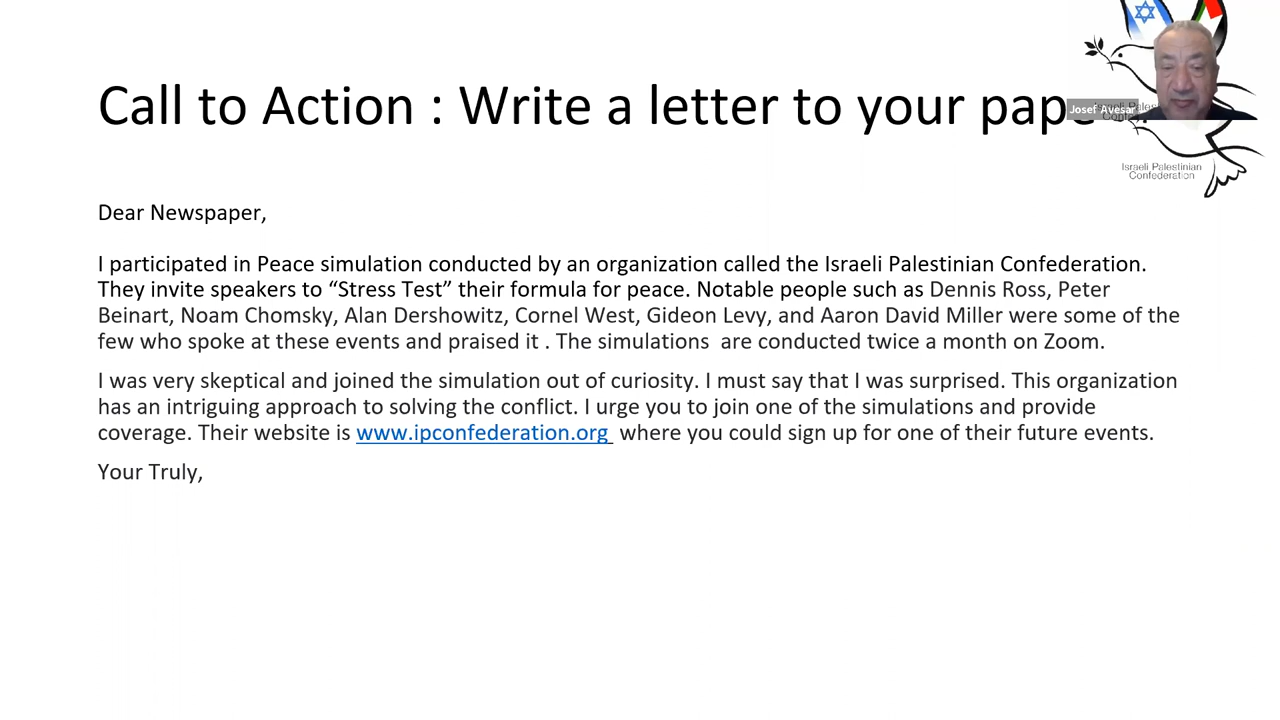 Call to Action : Write a letter to your
Josef Avesar
Israeli Palestinian
Confederation
Dear Newspaper,
I participated in Peace simulation conducted by an organization called the Israeli Palestinian Confederation.
They invite speakers to “Stress Test” their formula for peace. Notable people such as Dennis Ross, Peter
Beinart, Noam Chomsky, Alan Dershowitz, Cornel West, Gideon Levy, and Aaron David Miller were some of the
few who spoke at these events and praised it . The simulations  are conducted twice a month on Zoom.
I was very skeptical and joined the simulation out of curiosity. I must say that I was surprised. This organization
has an intriguing approach to solving the conflict. I urge you to join one of the simulations and provide
coverage. Their website is www.ipconfederation.org  where you could sign up for one of their future events.
Your Truly,